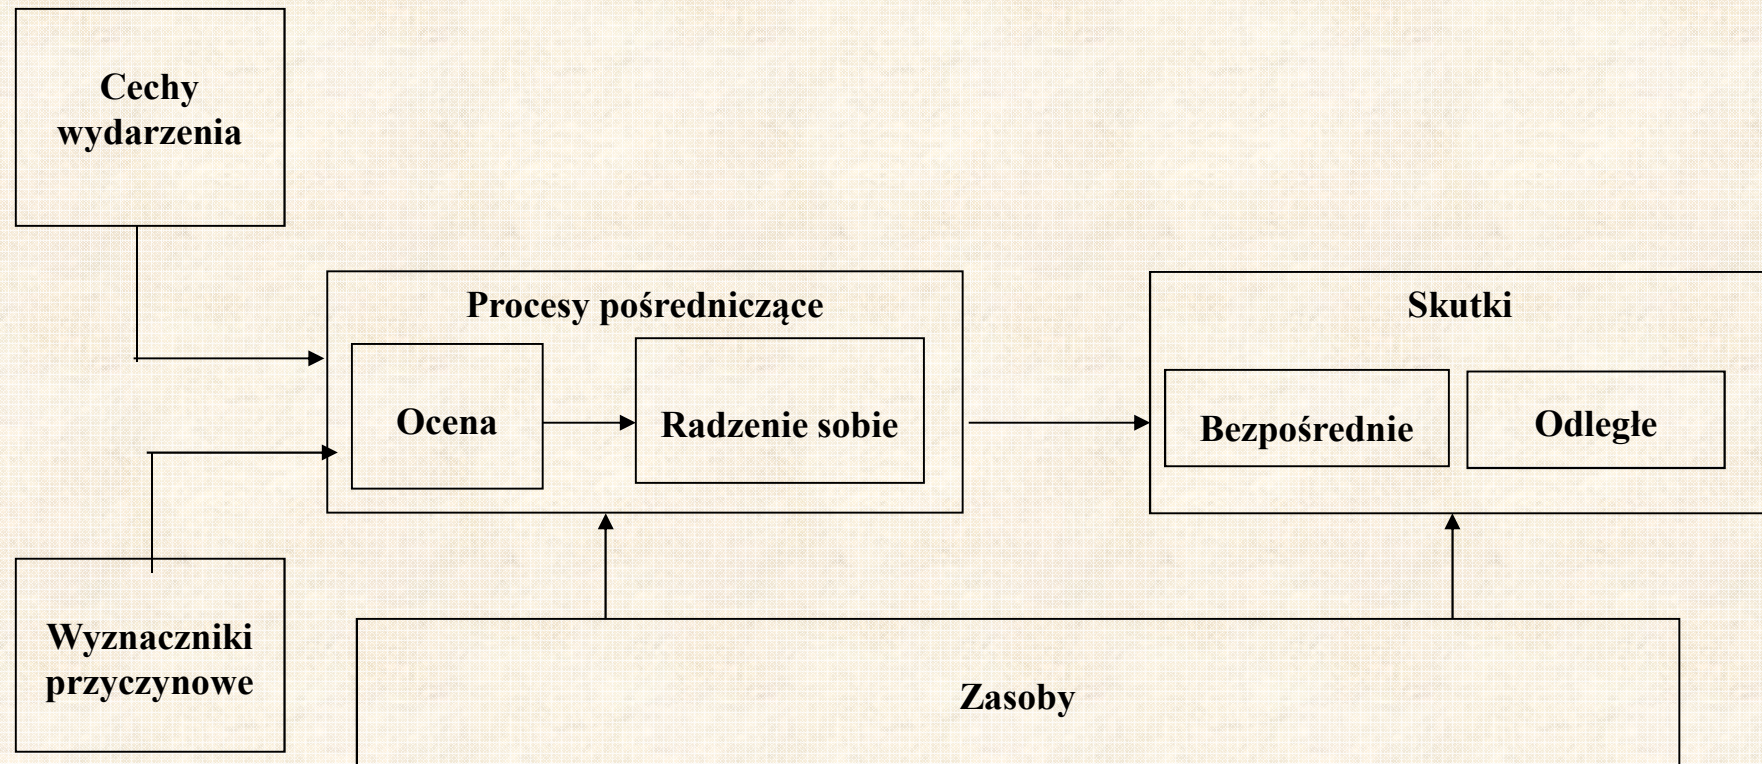 Cechy
wydarzenia
Procesy pośredniczące
Ocena
Radzenie sobie
Skutki
Bezpośrednie
Odległe
Wyznaczniki
przyczynowe
Zasoby